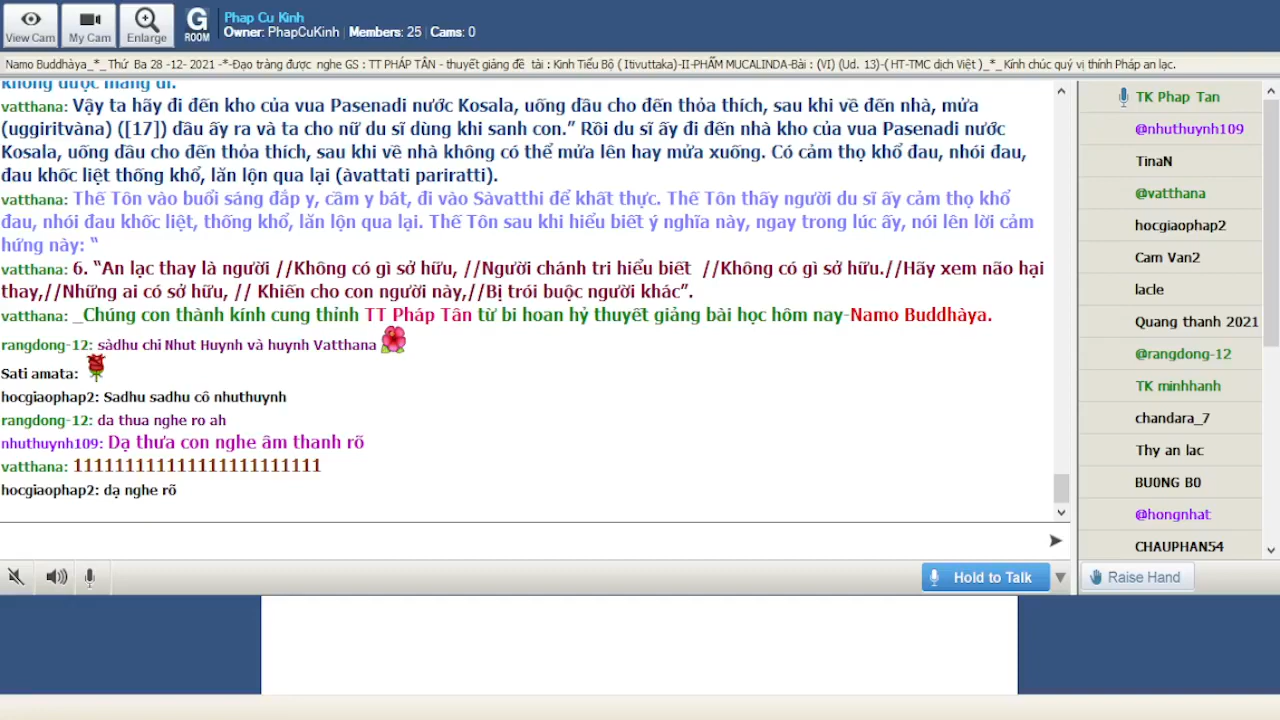 View Cam
My Cam
Enlarge
G
ROOM
Phap Cu Kinh
Owner: PhapCuKinh | Members: 25 | Cams: 0
Namo Buddhàya_*_ Thứ Ba 28 -12- 2021 -*-Đạo tràng được nghe GS : TT PHÁP TÂN - thuyết giảng đề tài : Kinh Tiểu Bộ ( Itivuttaka)-II-PHẨM MUCALINDA-Bài : (VI) (Ud. 13)-( HT-TMC dịch Việt )_*_ Kính chúc quý vị thính Pháp an lạc.
không được mang đi.
vatthana: Vậy ta hãy đi đến kho của vua Pasenadi nước Kosala, uống dầu cho đến thỏa thích, sau khi về đến nhà, mửa
(uggiritvàna) ([17]) dầu ấy ra và ta cho nữ du sĩ dùng khi sanh con.” Rồi du sĩ ấy đi đến nhà kho của vua Pasenadi nước
Kosala, uống dầu cho đến thỏa thích, sau khi về nhà không có thể mửa lên hay mửa xuống. Có cảm thọ khổ đau, nhói đau,
đau khốc liệt thống khổ, lăn lộn qua lại (àvattati pariratti).
vatthana: Thế Tôn vào buổi sáng đắp y, cầm y bát, đi vào Sàvatthi để khất thực. Thế Tôn thấy người du sĩ ấy cảm thọ khổ
đau, nhói đau khốc liệt, thống khổ, lăn lộn qua lại. Thế Tôn sau khi hiểu biết ý nghĩa này, ngay trong lúc ấy, nói lên lời cảm
hứng này: “
vatthana: 6. “An lạc thay là người //Không có gì sở hữu, //Người chánh tri hiểu biết //Không có gì sở hữu.//Hãy xem não hại
thay,//Những ai có sở hữu, // Khiến cho con người này,//Bị trói buộc người khác”.
vatthana: _Chúng con thành kính cung thỉnh TT Pháp Tân từ bi hoan hỷ thuyết giảng bài học hôm nay-Namo Buddhàya.
rangdong-12: sàdhu chi Nhut Huỳnh và huynh Vatthana
Sati amata:
hocgiaophap2: Sadhu sadhu cô nhuthuynh
rangdong-12: da thua nghe ro ah
nhuthuynh109: Dạ thưa con nghe âm thanh rõ
vatthana: 1111111111111111111111111
hocgiaophap2: dạ nghe rõ
Hold to Talk
TK Phap Tan
@nhuthuynh109
TinaN
@vatthana
hocgiaophap2
Cam Van2
lacle
Quang thanh 2021
@rangdong-12
TK minhhanh
chandara_7
Thy an lac
BU0NG B0
@hongnhat
CHAUPHAN54
Raise Hand